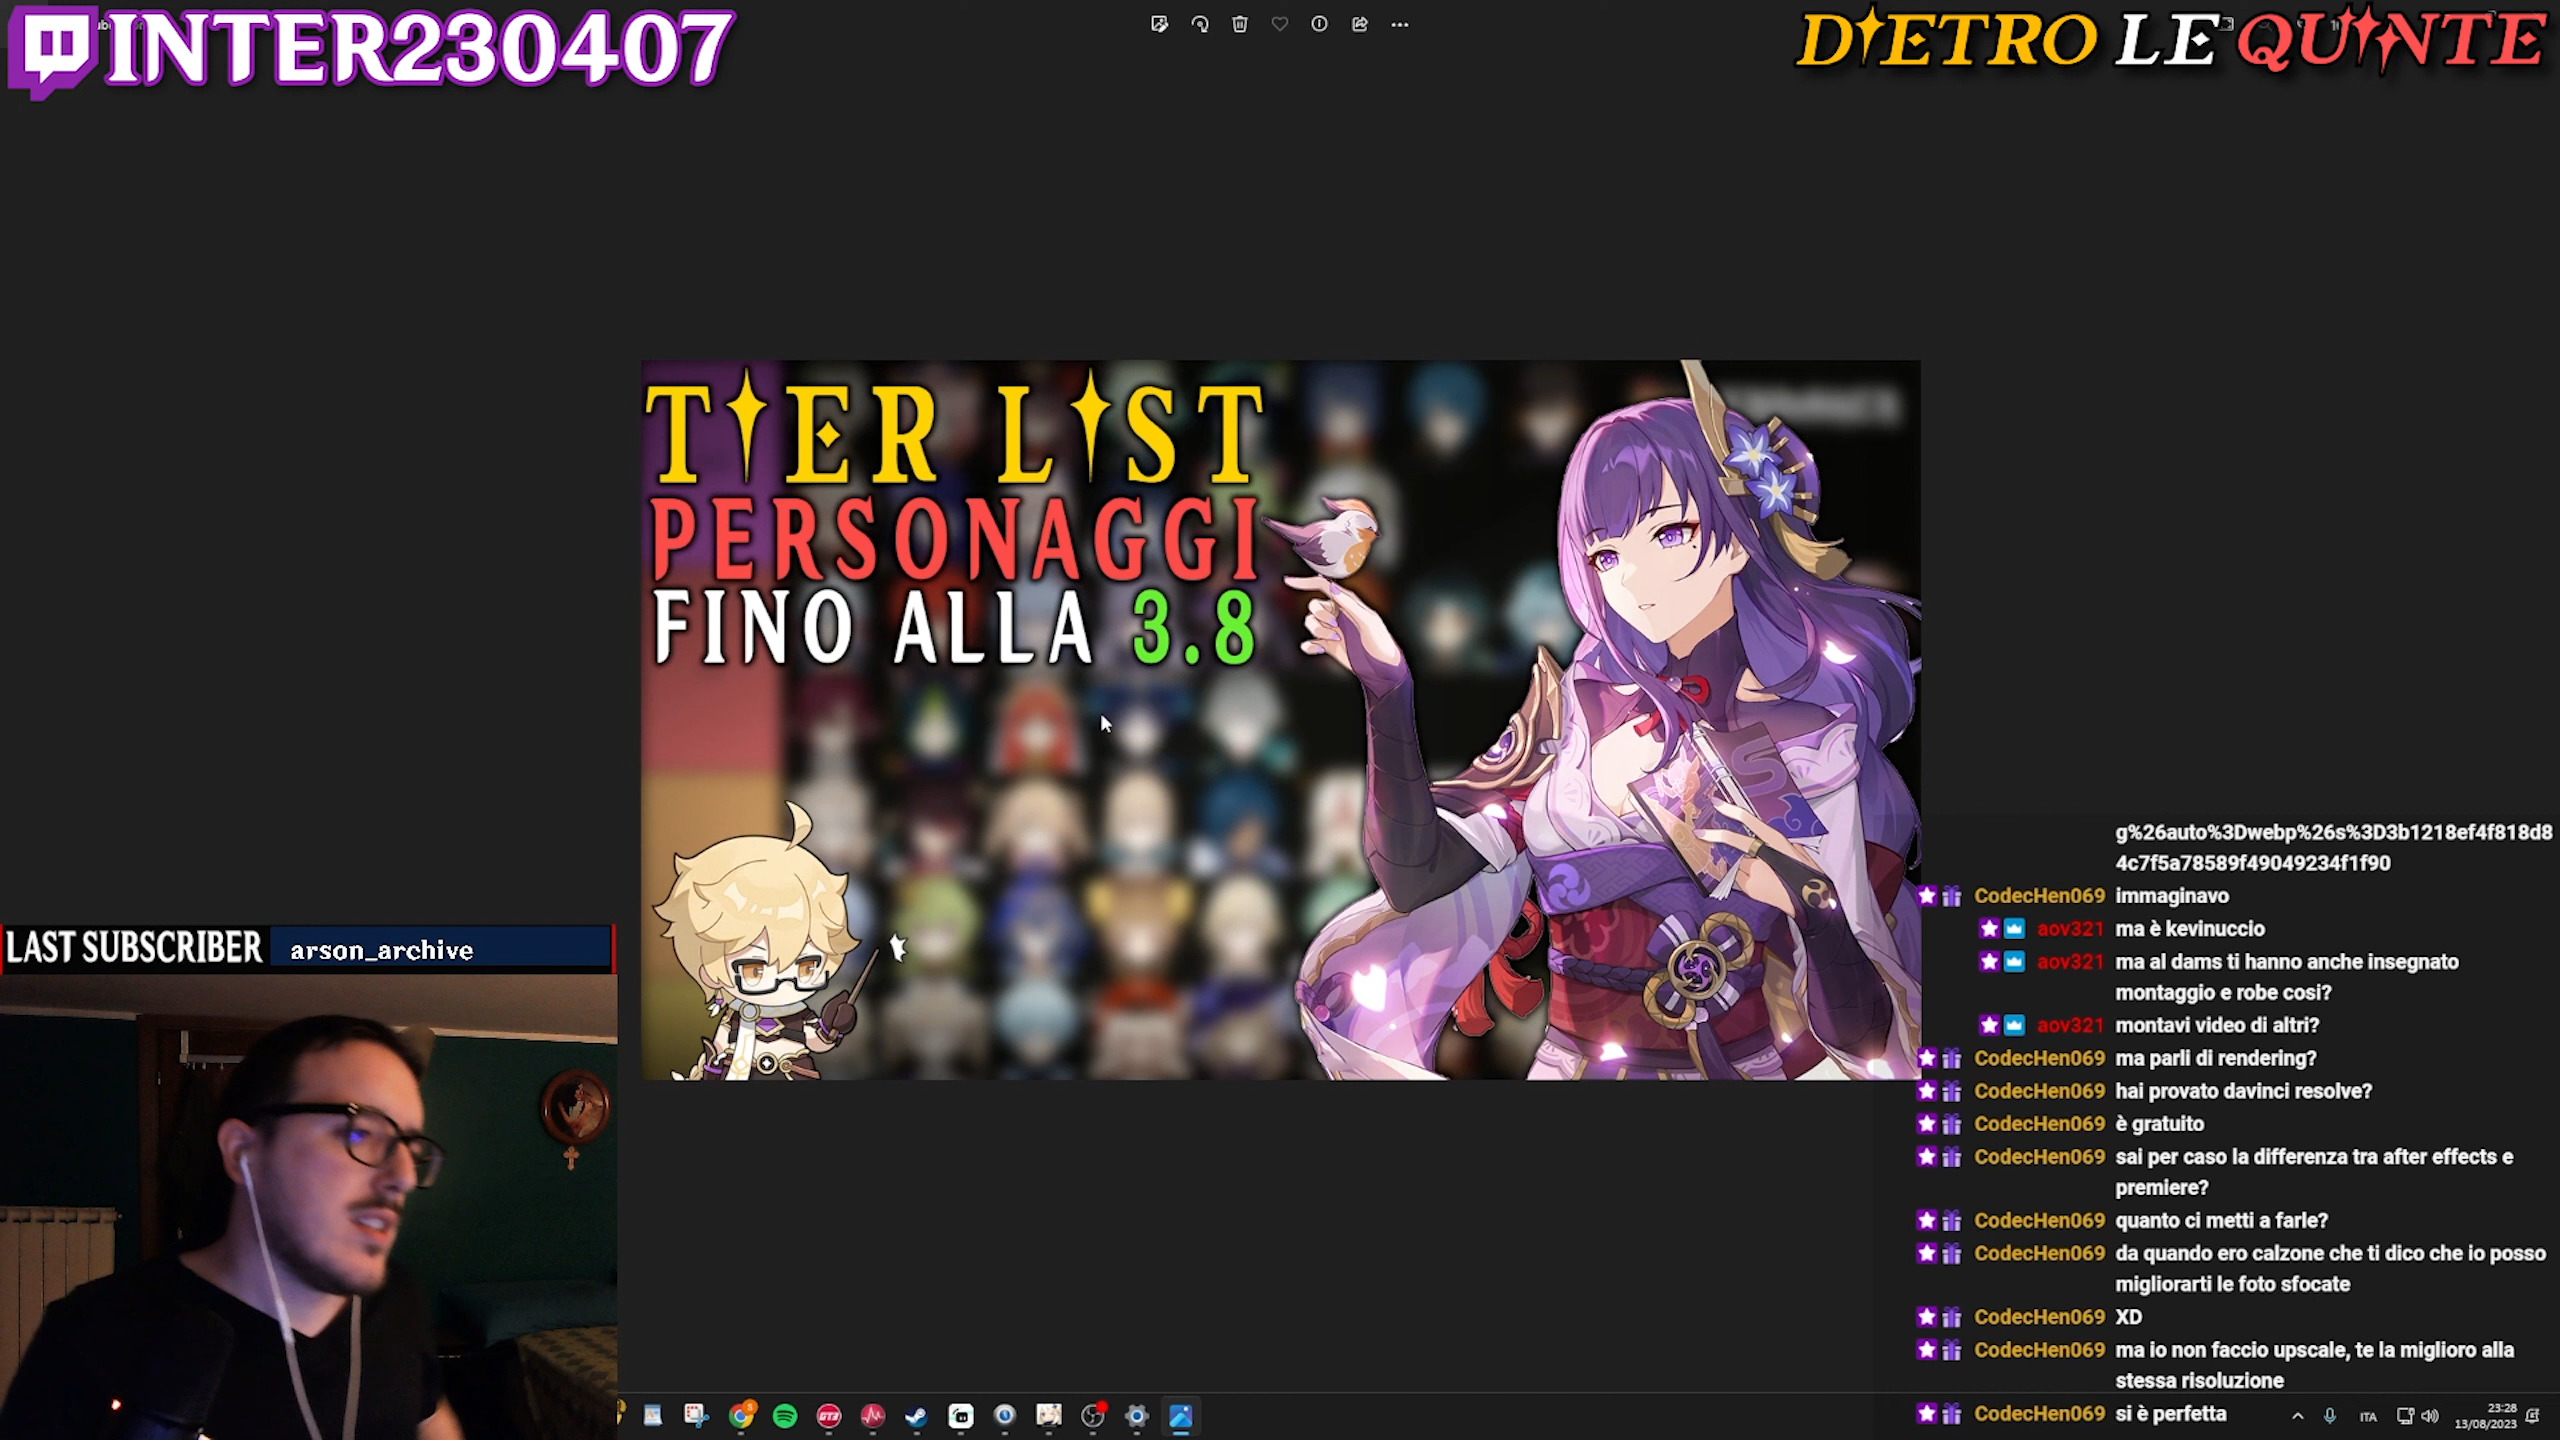 INTER230407
DIETRO LE QUINTE
TIER LIST
PERSONAGGI
FINO ALLA 3.8
g%26auto%3Dwebp%26s%3D3b1218ef4f818d8
4c7f5a78589f49049234f1f90
CodecHen069 immaginavo
aov321 ma è kevinuccio
aov321 ma al dams ti hanno anche insegnato
montaggio e robe cosi?
aov321 montavi video di altri?
CodecHen069 ma parli di rendering?
CodecHen069 hai provato davinci resolve?
CodecHen069 è gratuito
CodecHen069 sai per caso la differenza tra after effects e
premiere?
CodecHen069 quanto ci metti a farle?
CodecHen069 da quando ero calzone che ti dico che io posso
migliorarti le foto sfocate
CodecHen069 XD
CodecHen069 ma io non faccio upscale, te la miglioro alla
stessa risoluzione
CodecHen069 si è perfetta
LAST SUBSCRIBER arson_archive
ITA
23:28
13/08/2023